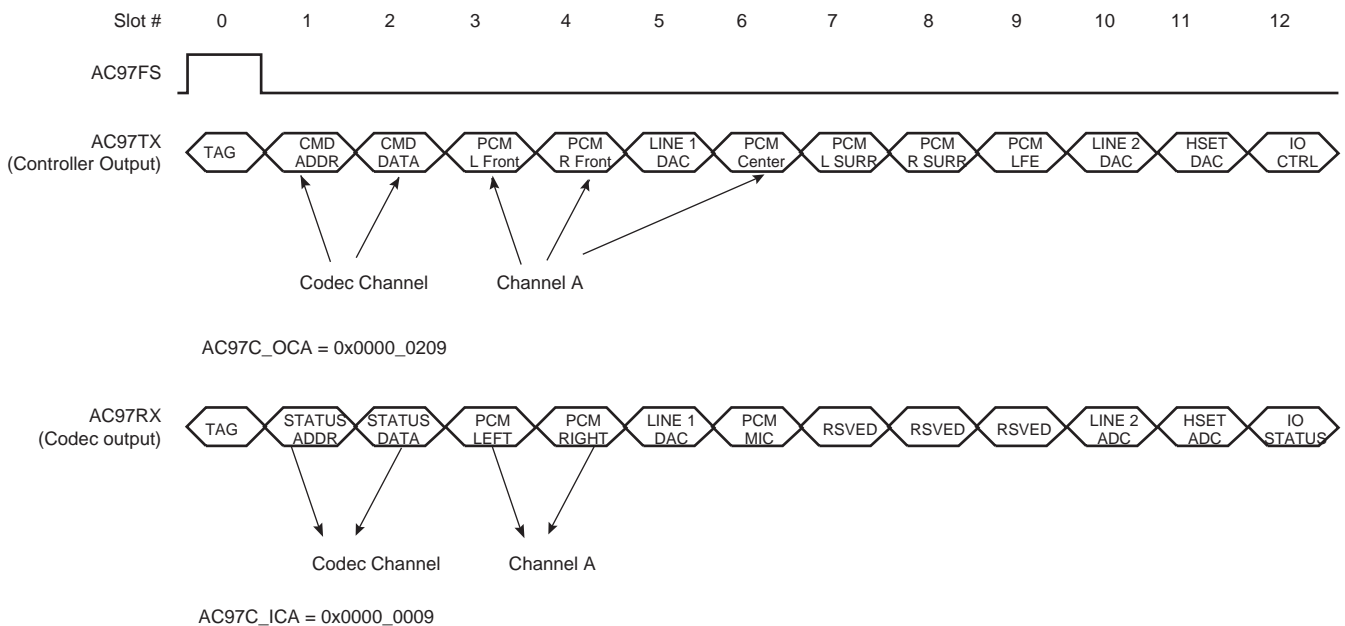 Slot # 0 1 2 3 4 5 6 7 8 9 10 11 12
AC97FS
AC97TX
(Controller Output)
TAG
CMD
ADDR
CMD
DATA
PCM
L Front
PCM
R Front
LINE 1
DAC
PCM
Center
PCM
L SURR
PCM
R SURR
PCM
LFE
LINE 2
DAC
HSET
DAC
IO
CTRL
Codec Channel
Channel A
AC97C_OCA = 0x0000_0209
AC97RX
(Codec output)
TAG
STATUS
ADDR
STATUS
DATA
PCM
LEFT
PCM
RIGHT
LINE 1
DAC
PCM
MIC
RSVED
RSVED
RSVED
LINE 2
ADC
HSET
ADC
IO
STATUS
Codec Channel
Channel A
AC97C_ICA = 0x0000_0009